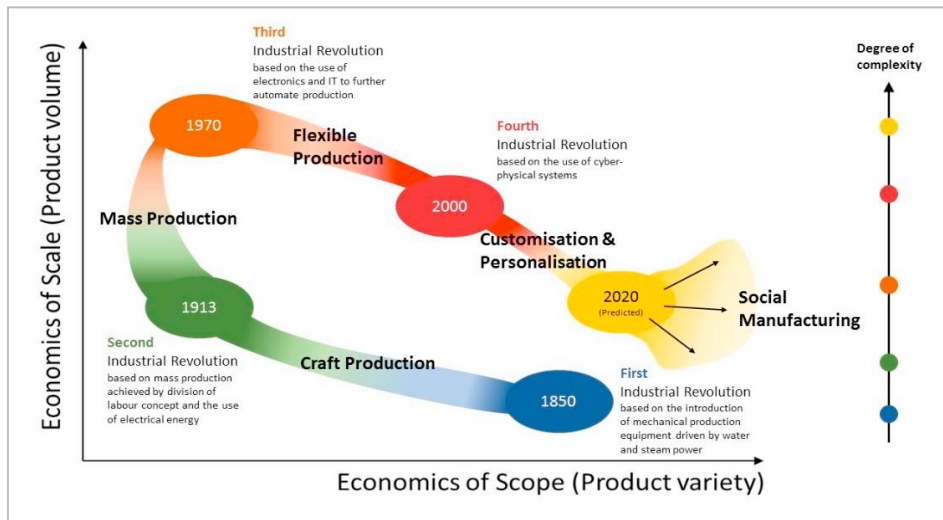 Economics of Scale (Product volume)
Third
Industrial Revolution
based on the use of
electronics and IT to further
automate production
1970
Flexible
Production
Fourth
Industrial Revolution
based on the use of cyber-
physical systems
2000
Mass Production
Customisation &
Personalisation
2020
(Predicted)
Social
Manufacturing
1913
Second
Industrial Revolution
based on mass production
achieved by division of
labour concept and the use
of electrical energy
Craft Production
1850
First
Industrial Revolution
based on the introduction
of mechanical production
equipment driven by water
and steam power
Economics of Scope (Product variety)
Degree of
complexity